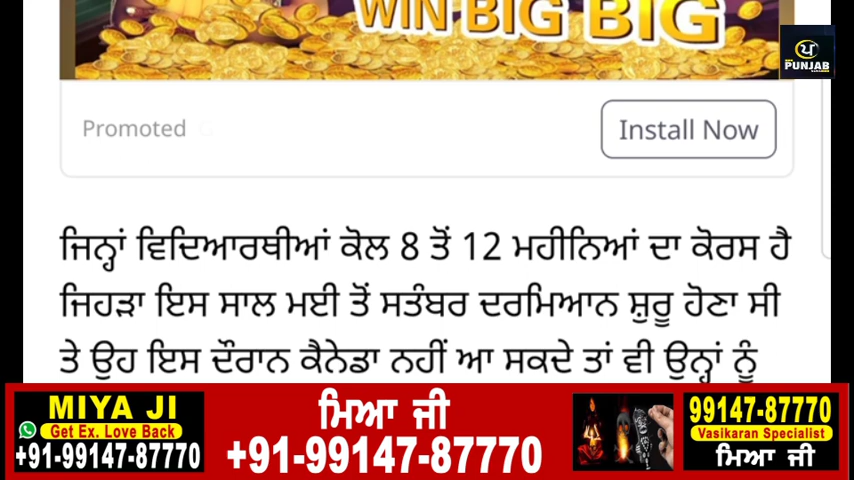 WIN BIG BIG
PUNJAB
Promoted
Install Now
ਜਿਨ੍ਹਾਂ ਵਿਦਿਆਰਥੀਆਂ ਕੋਲ 8 ਤੋਂ 12 ਮਹੀਨਿਆਂ ਦਾ ਕੋਰਸ ਹੈ
ਜਿਹੜਾ ਇਸ ਸਾਲ ਮਈ ਤੋਂ ਸਤੰਬਰ ਦਰਮਿਆਨ ਸ਼ੁਰੂ ਹੋਣਾ ਸੀ
ਤੇ ਉਹ ਇਸ ਦੌਰਾਨ ਕੈਨੇਡਾ ਨਹੀਂ ਆ ਸਕਦੇ ਤਾਂ ਵੀ ਉਨ੍ਹਾਂ ਨੂੰ
MIYA JI
Get Ex. Love Back
+91-99147-87770
ਮਿਆ ਜੀ
+91-99147-87770
99147-87770
Vasikaran Specialist
ਮਿਆ ਜੀ